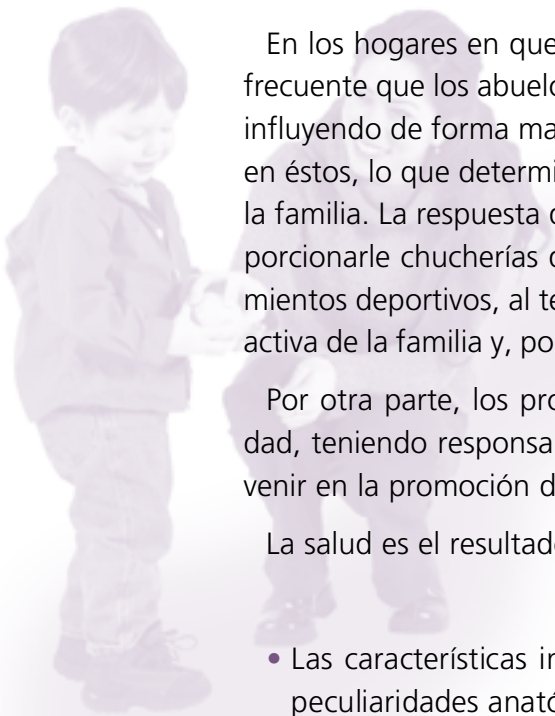 En los hogares en que
frecuente que los abuelo
influyendo de forma ma
en éstos, lo que determi
la familia. La respuesta
porcionarle chucherías
mientos deportivos, al te
activa de la familia y, po
Por otra parte, los pro
dad, teniendo responsa
venir en la promoción d
La salud es el resultad
• Las características in
peculiaridades anató